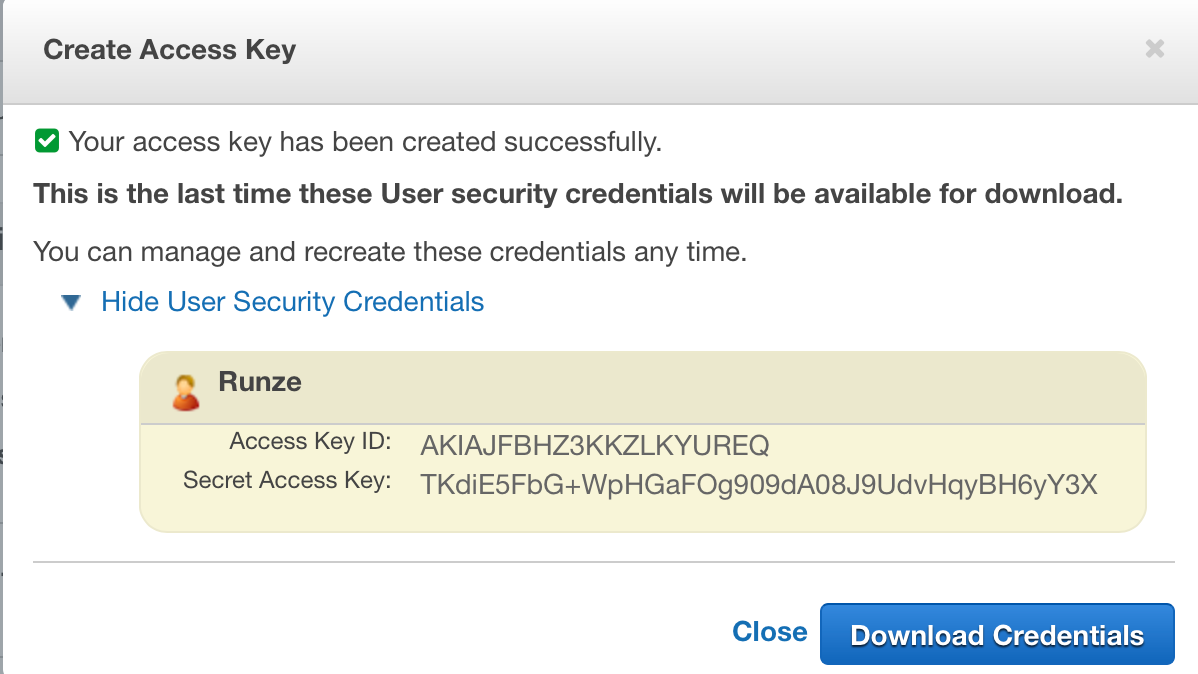 Create Access Key
Your access key has been created successfully.
This is the last time these User security credentials will be available for download.
You can manage and recreate these credentials any time.
Hide User Security Credentials
Runze
Access Key ID: AKIAJFBHZ3KKZLKYUREQ
Secret Access Key: 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
Close Download Credentials